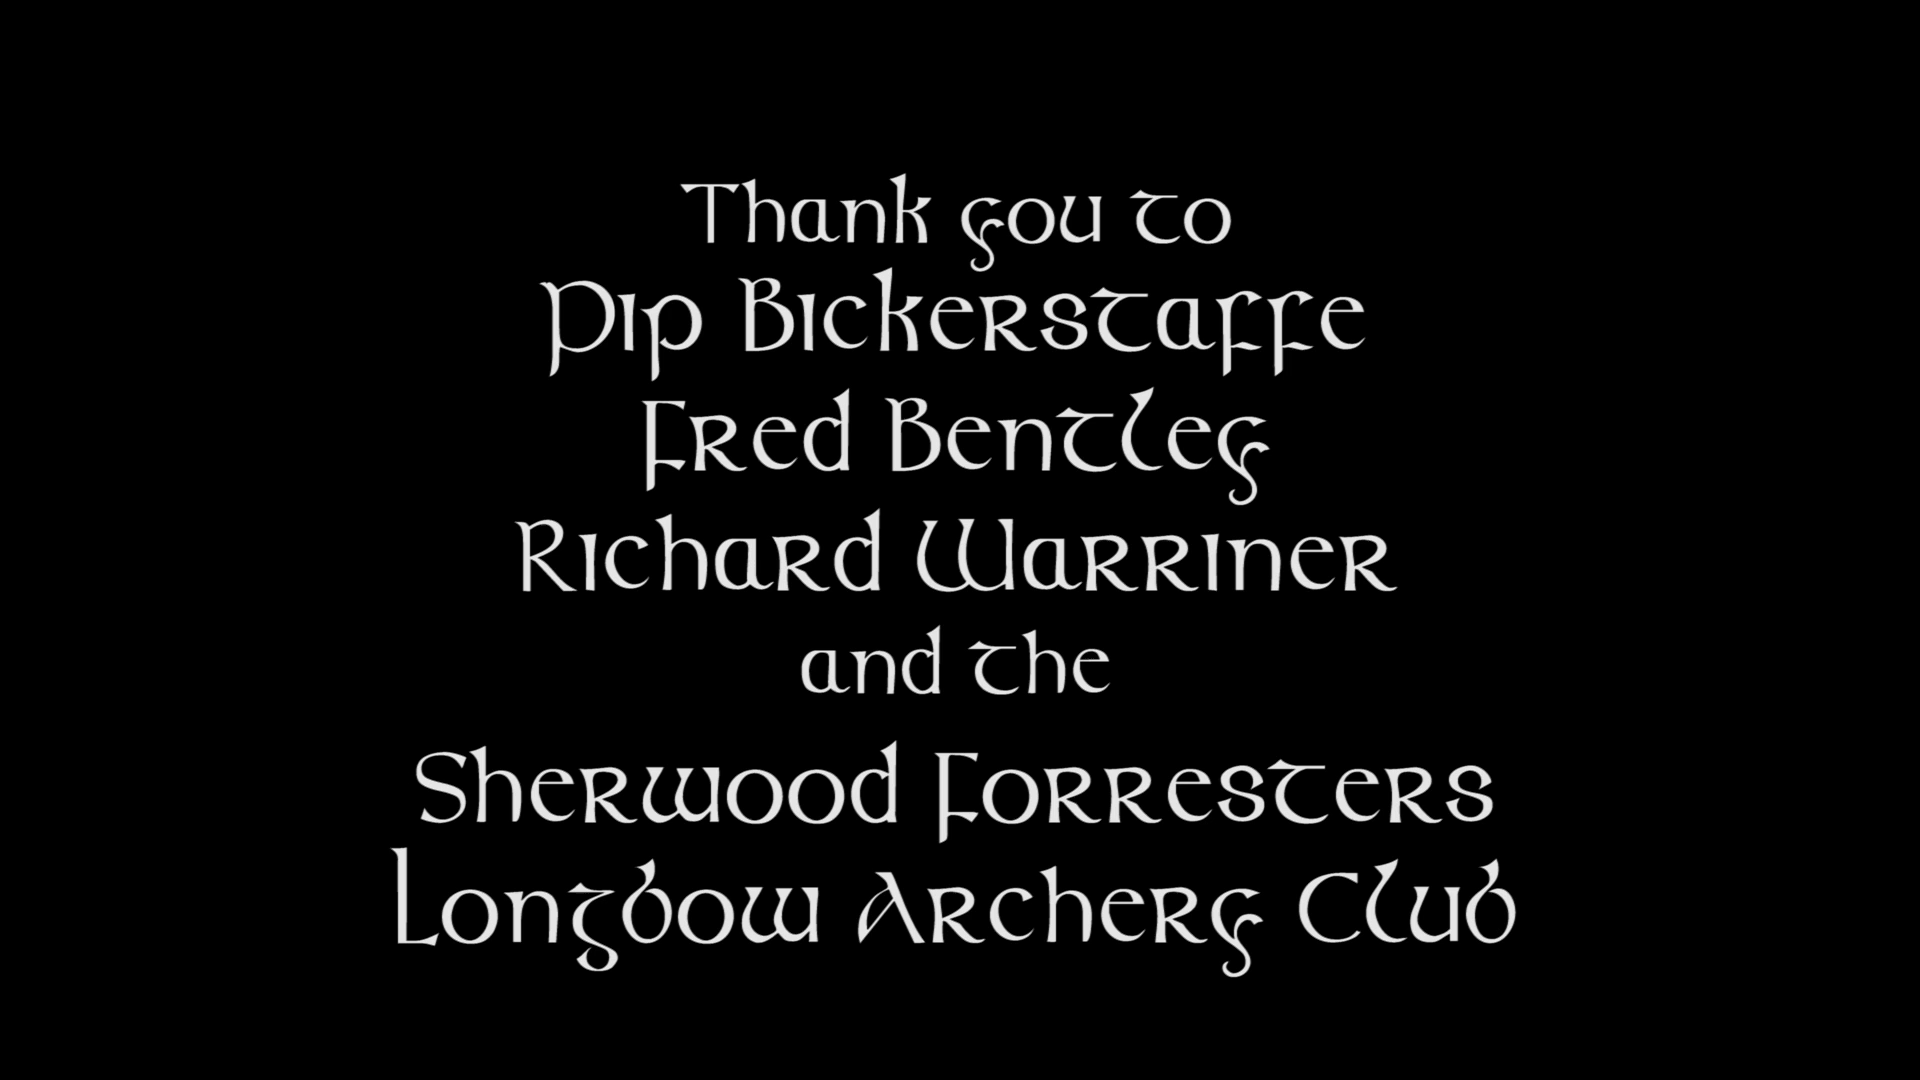 Thank you to
Pip Bickerstaffe
Fred Bentley
Richard Warriner
and the
Sherwood Forresters
Longbow Archery Club